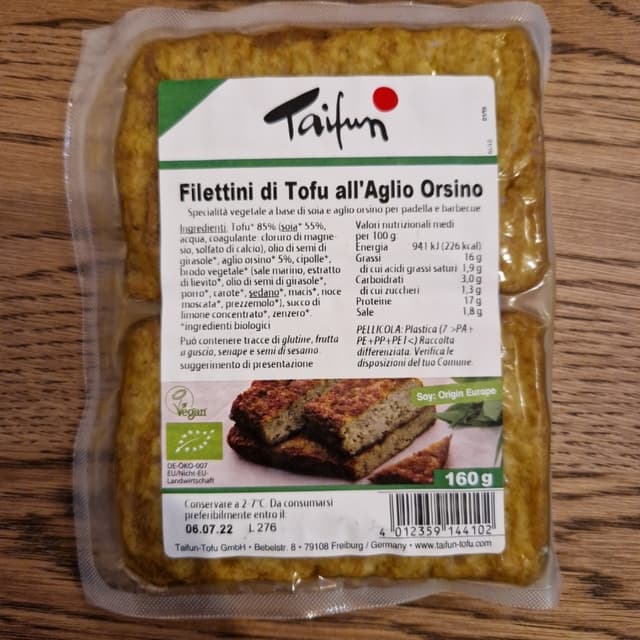 Taifun
Filettini di Tofu all'Aglio Orsino
Specialità vegetale a base di soia e aglio orsino per padella e barbecue
Ingredienti: Tofu* 85% (soia* 55%,
acqua, coagulante: cloruro di magne-
sio, solfato di calcio), olio di semi di
girasole*, aglio orsino* 5%, cipolle*,
brodo vegetale* (sale marino, estratto
di lievito*, olio di semi di girasole*,
porro*, carote*, sedano*, macis*, noce
moscata*, prezzemolo*), succo di
limone concentrato*, zenzero*.
*ingredienti biologici
Può contenere tracce di glutine, frutta
a guscio, senape e semi di sesamo.
suggerimento di presentazione
Valori nutrizionali medi
per 100 g
Energia 941 kJ (226 kcal)
Grassi 16 g
di cui acidi grassi saturi 1,9 g
Carboidrati 3,0 g
di cui zuccheri 1,3 g
Proteine 17 g
Sale 1,8 g
PELLICOLA: Plastica (7 >PA+
PE+PP+PET<) Raccolta
differenziata. Verifica le
disposizioni del tuo Comune.
Vegan
Soy: Origin Europe
DE-ÖKO-007
EU/Nicht-EU-
Landwirtschaft
160 g
Conservare a 2-7°C. Da consumarsi
preferibilmente entro il:
06.07.22 L 276
4 012359 144102
Taifun-Tofu GmbH • Bebelstr. 8 • 79108 Freiburg / Germany • www.taifun-tofu.com